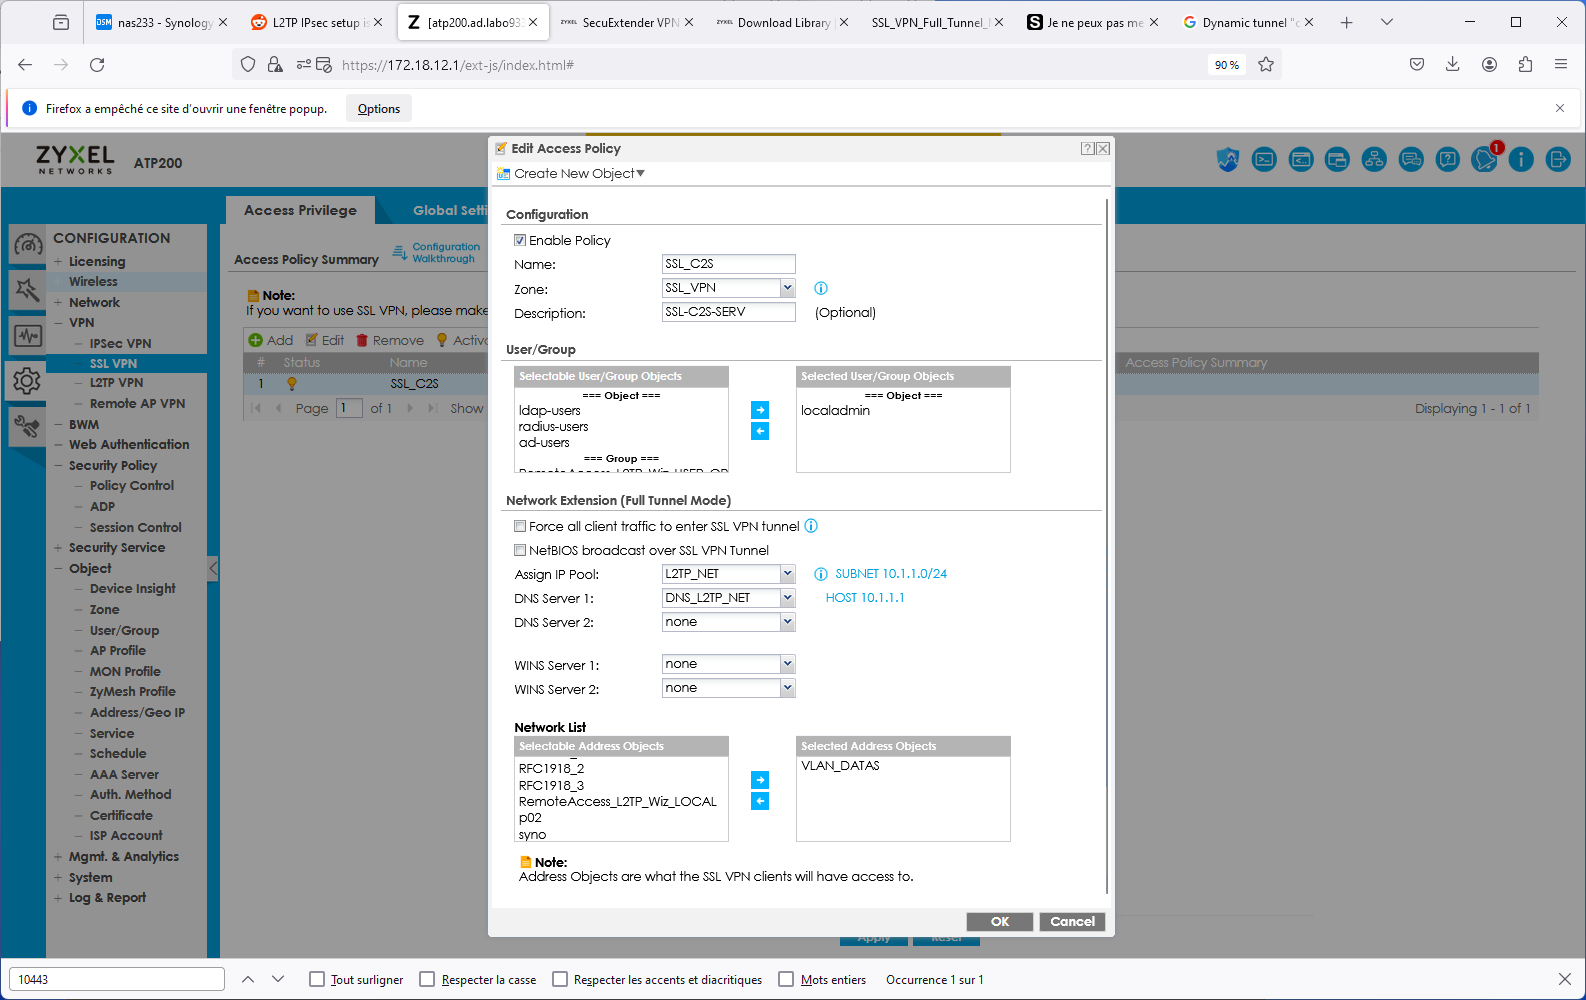 nas233 - Synology
L2TP IPsec setup is
[atp200.ad.labo933
ZYXEL SecuExtender VPN
ZYXEL Download Library |
SSL_VPN_Full_Tunnel_
Je ne peux pas me
Dynamic tunnel "c
https://172.18.12.1/ext-js/index.html#
90 %
Firefox a empêché ce site d'ouvrir une fenêtre popup.
Options
ZYXEL
NETWORKS
ATP200
1
Access Privilege
Global Setti
CONFIGURATION
+ Licensing
Wireless
+ Network
− VPN
− IPSec VPN
− SSL VPN
− L2TP VPN
− Remote AP VPN
− BWM
− Web Authentication
− Security Policy
− Policy Control
− ADP
− Session Control
+ Security Service
− Object
− Device Insight
− Zone
− User/Group
− AP Profile
− MON Profile
− ZyMesh Profile
− Address/Geo IP
− Service
− Schedule
− AAA Server
− Auth. Method
− Certificate
− ISP Account
+ Mgmt. & Analytics
+ System
+ Log & Report
Access Policy Summary
Configuration
Walkthrough
Note:
If you want to use SSL VPN, please make
Add Edit Remove Activa
# Status Name Access Policy Summary
1 SSL_C2S
Page 1 of 1 Show
Displaying 1 - 1 of 1
Apply Reset
Edit Access Policy
Create New Object
Configuration
Enable Policy
Name: SSL_C2S
Zone: SSL_VPN
Description: SSL-C2S-SERV (Optional)
User/Group
Selectable User/Group Objects
=== Object ===
ldap-users
radius-users
ad-users
=== Group ===
RemoteAccess_L2TP_Wiz_USER_GR
Selected User/Group Objects
=== Object ===
localadmin
Network Extension (Full Tunnel Mode)
Force all client traffic to enter SSL VPN tunnel
NetBIOS broadcast over SSL VPN Tunnel
Assign IP Pool: L2TP_NET SUBNET 10.1.1.0/24
DNS Server 1: DNS_L2TP_NET HOST 10.1.1.1
DNS Server 2: none
WINS Server 1: none
WINS Server 2: none
Network List
Selectable Address Objects
RFC1918_2
RFC1918_3
RemoteAccess_L2TP_Wiz_LOCAL
p02
syno
Selected Address Objects
VLAN_DATAS
Note:
Address Objects are what the SSL VPN clients will have access to.
OK Cancel
10443
Tout surligner
Respecter la casse
Respecter les accents et diacritiques
Mots entiers
Occurrence 1 sur 1